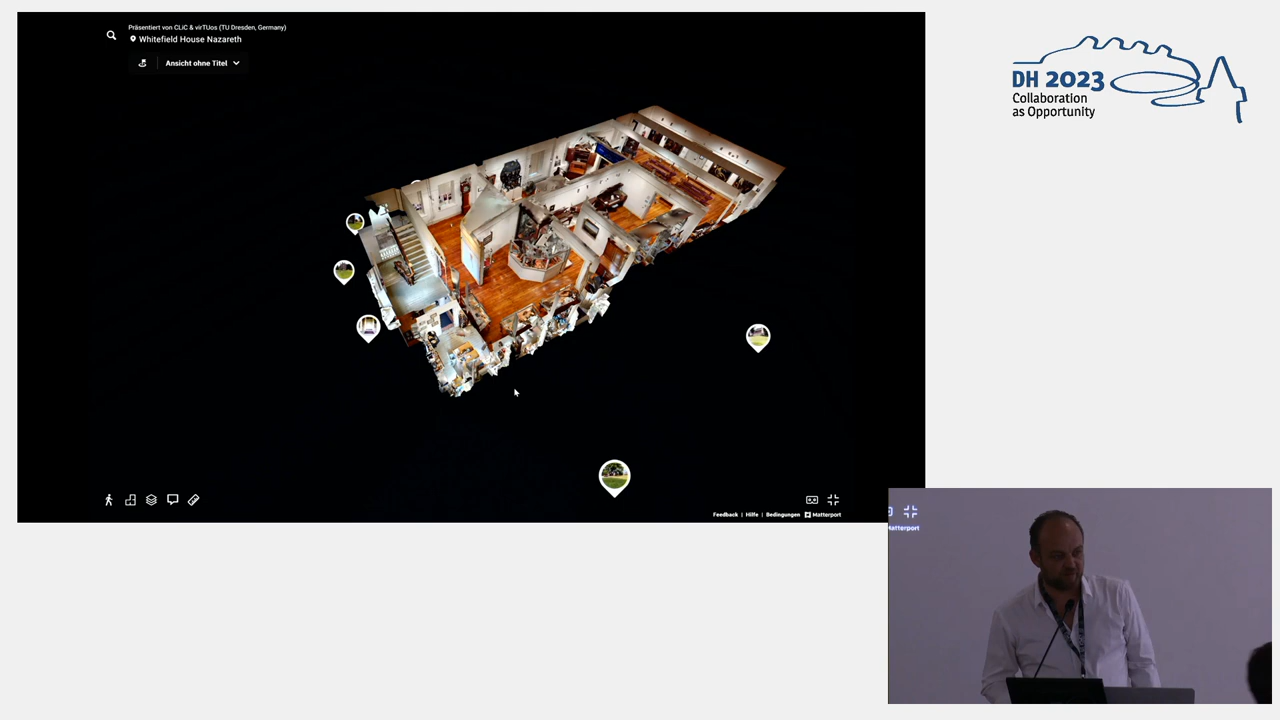 Präsentiert von CLiC & virTUos (TU Dresden, Germany)
Whitefield House Nazareth
Ansicht ohne Titel
Feedback | Hilfe | Bedingungen Matterport
DH 2023
Collaboration
as Opportunity
Matterport